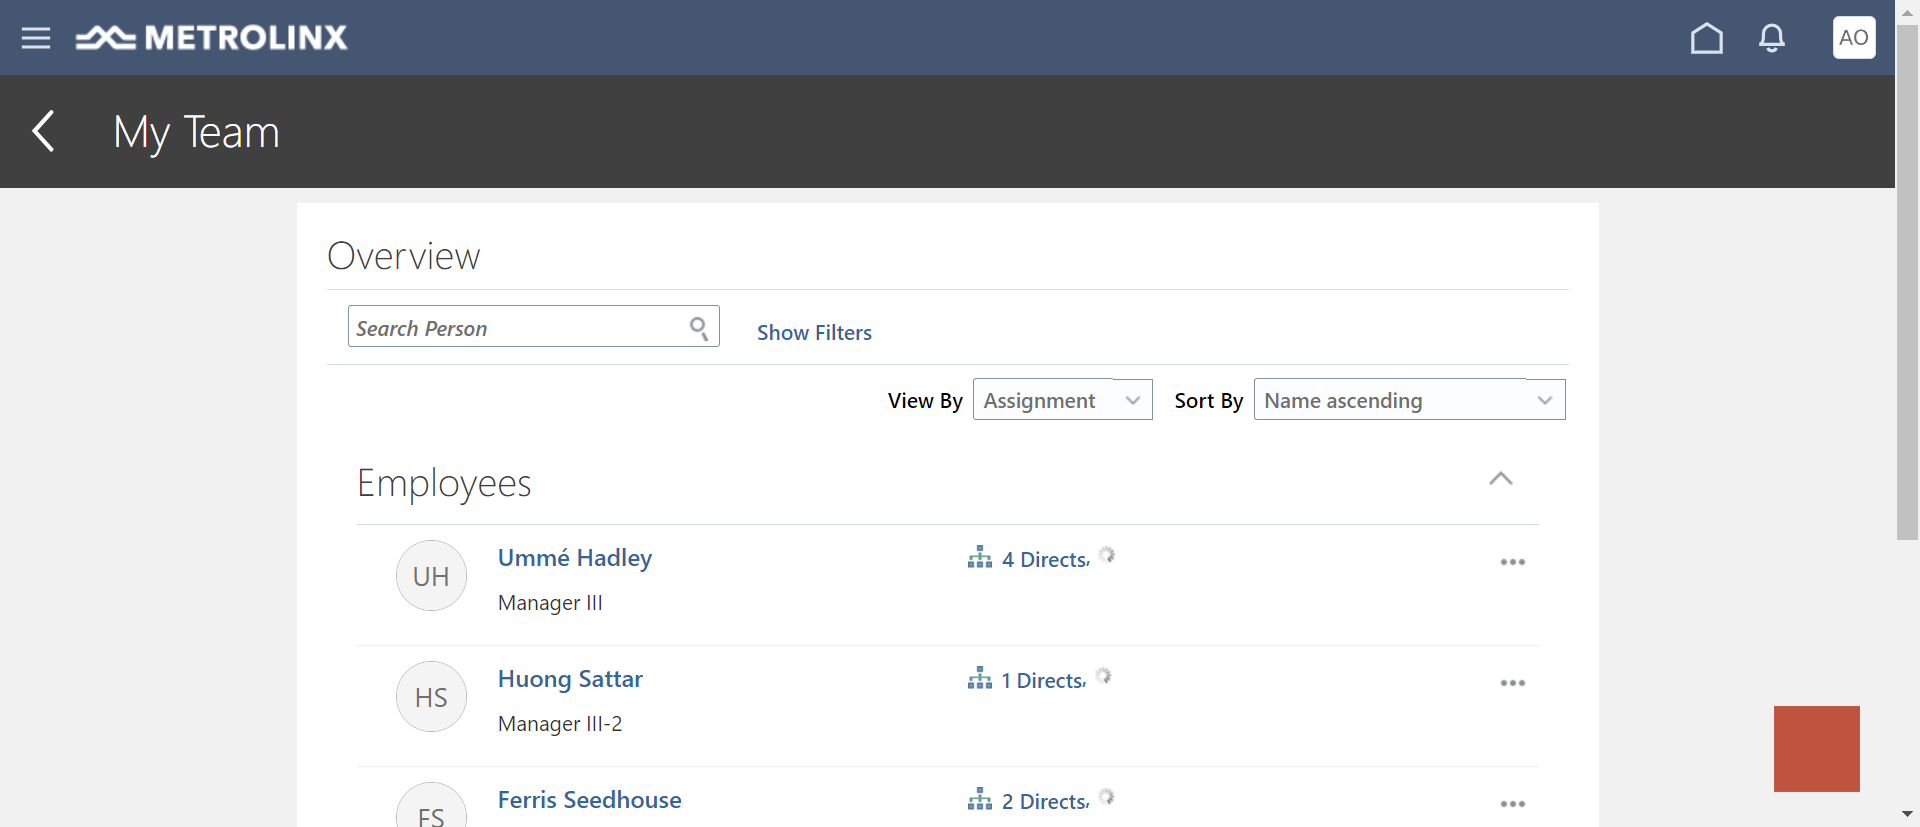 METROLINX
AO
My Team
Overview
Search Person
Show Filters
View By Assignment Sort By Name ascending
Employees
UH
Ummé Hadley
4 Directs,
Manager III
HS
Huong Sattar
1 Directs,
Manager III-2
FS
Ferris Seedhouse
2 Directs,